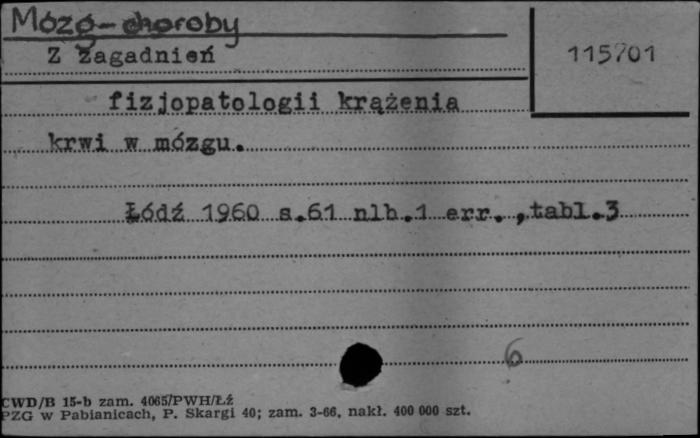 Mózg - choroby
Z zagadnień
115701
fizjopatologii krążenia
krwi w mózgu.
Łódź 1960 s.61 nlb.1 err.,tabl.3
6
CWD/B 15-b zam. 4065/PWH/Łź
PZG w Pabianicach, P. Skargi 40; zam. 3-66, nakł. 400 000 szt.